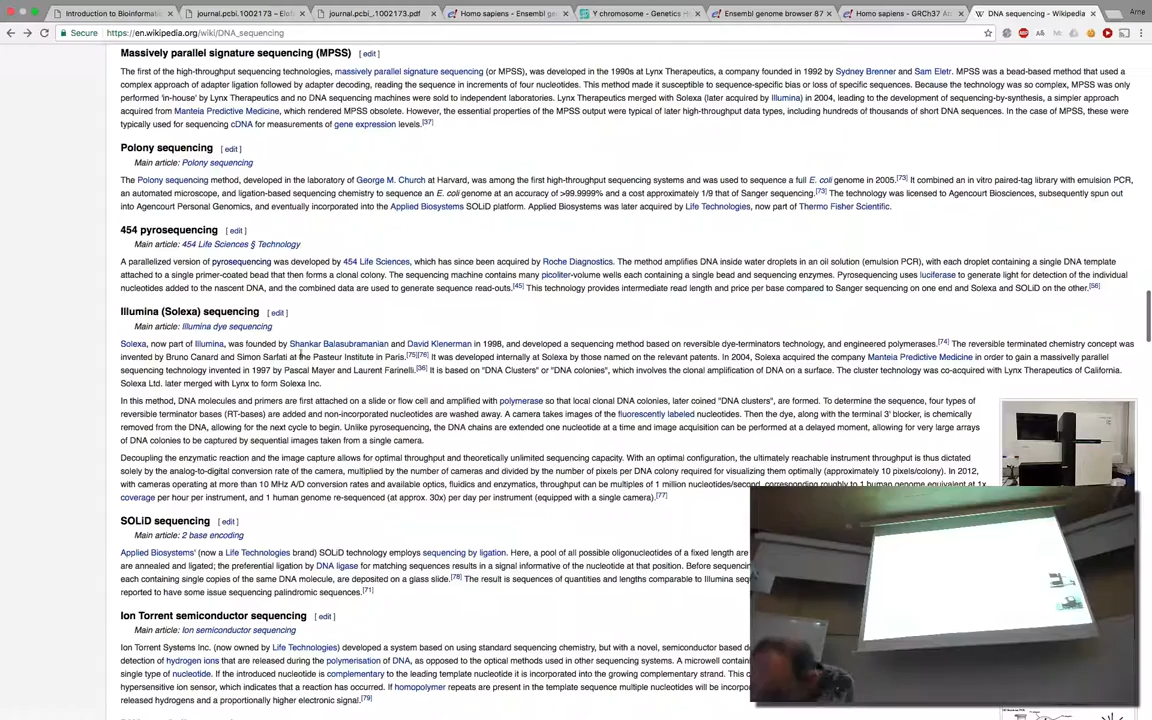 Introduction to Bioinformati
journal.pcbi.1002173 – Elofs
journal.pcbi_.1002173.pdf
Homo sapiens - Ensembl gen
Y chromosome - Genetics H
Ensembl genome browser 87
Homo sapiens - GRCh37 A
DNA sequencing - Wikipedia
Arne
Secure https://en.wikipedia.org/wiki/DNA_sequencing
Massively parallel signature sequencing (MPSS) [ edit ]
The first of the high-throughput sequencing technologies, massively parallel signature sequencing (or MPSS), was developed in the 1990s at Lynx Therapeutics, a company founded in 1992 by Sydney Brenner and Sam Eletr. MPSS was a bead-based method that used a
complex approach of adapter ligation followed by adapter decoding, reading the sequence in increments of four nucleotides. This method made it susceptible to sequence-specific bias or loss of specific sequences. Because the technology was so complex, MPSS was only
performed 'in-house' by Lynx Therapeutics and no DNA sequencing machines were sold to independent laboratories. Lynx Therapeutics merged with Solexa (later acquired by Illumina) in 2004, leading to the development of sequencing-by-synthesis, a simpler approach
acquired from Manteia Predictive Medicine, which rendered MPSS obsolete. However, the essential properties of the MPSS output were typical of later high-throughput data types, including hundreds of thousands of short DNA sequences. In the case of MPSS, these were
typically used for sequencing cDNA for measurements of gene expression levels.[37]
Polony sequencing [ edit ]
Main article: Polony sequencing
The Polony sequencing method, developed in the laboratory of George M. Church at Harvard, was among the first high-throughput sequencing systems and was used to sequence a full E. coli genome in 2005.[73] It combined an in vitro paired-tag library with emulsion PCR,
an automated microscope, and ligation-based sequencing chemistry to sequence an E. coli genome at an accuracy of >99.9999% and a cost approximately 1/9 that of Sanger sequencing.[73] The technology was licensed to Agencourt Biosciences, subsequently spun out
into Agencourt Personal Genomics, and eventually incorporated into the Applied Biosystems SOLiD platform. Applied Biosystems was later acquired by Life Technologies, now part of Thermo Fisher Scientific.
454 pyrosequencing [ edit ]
Main article: 454 Life Sciences § Technology
A parallelized version of pyrosequencing was developed by 454 Life Sciences, which has since been acquired by Roche Diagnostics. The method amplifies DNA inside water droplets in an oil solution (emulsion PCR), with each droplet containing a single DNA template
attached to a single primer-coated bead that then forms a clonal colony. The sequencing machine contains many picoliter-volume wells each containing a single bead and sequencing enzymes. Pyrosequencing uses luciferase to generate light for detection of the individual
nucleotides added to the nascent DNA, and the combined data are used to generate sequence read-outs.[45] This technology provides intermediate read length and price per base compared to Sanger sequencing on one end and Solexa and SOLiD on the other.[56]
Illumina (Solexa) sequencing [ edit ]
Main article: Illumina dye sequencing
Solexa, now part of Illumina, was founded by Shankar Balasubramanian and David Klenerman in 1998, and developed a sequencing method based on reversible dye-terminators technology, and engineered polymerases.[74] The reversible terminated chemistry concept was
invented by Bruno Canard and Simon Sarfati at the Pasteur Institute in Paris.[75][76] It was developed internally at Solexa by those named on the relevant patents. In 2004, Solexa acquired the company Manteia Predictive Medicine in order to gain a massivelly parallel
sequencing technology invented in 1997 by Pascal Mayer and Laurent Farinelli.[36] It is based on "DNA Clusters" or "DNA colonies", which involves the clonal amplification of DNA on a surface. The cluster technology was co-acquired with Lynx Therapeutics of California.
Solexa Ltd. later merged with Lynx to form Solexa Inc.
In this method, DNA molecules and primers are first attached on a slide or flow cell and amplified with polymerase so that local clonal DNA colonies, later coined "DNA clusters", are formed. To determine the sequence, four types of
reversible terminator bases (RT-bases) are added and non-incorporated nucleotides are washed away. A camera takes images of the fluorescently labeled nucleotides. Then the dye, along with the terminal 3' blocker, is chemically
removed from the DNA, allowing for the next cycle to begin. Unlike pyrosequencing, the DNA chains are extended one nucleotide at a time and image acquisition can be performed at a delayed moment, allowing for very large arrays
of DNA colonies to be captured by sequential images taken from a single camera.
Decoupling the enzymatic reaction and the image capture allows for optimal throughput and theoretically unlimited sequencing capacity. With an optimal configuration, the ultimately reachable instrument throughput is thus dictated
solely by the analog-to-digital conversion rate of the camera, multiplied by the number of cameras and divided by the number of pixels per DNA colony required for visualizing them optimally (approximately 10 pixels/colony). In 2012,
with cameras operating at more than 10 MHz A/D conversion rates and available optics, fluidics and enzymatics, throughput can be multiples of 1 million nucleotides/second, corresponding roughly to 1 human genome equivalent at 1x
coverage per hour per instrument, and 1 human genome re-sequenced (at approx. 30x) per day per instrument (equipped with a single camera).[77]
SOLiD sequencing [ edit ]
Main article: 2 base encoding
Applied Biosystems' (now a Life Technologies brand) SOLiD technology employs sequencing by ligation. Here, a pool of all possible oligonucleotides of a fixed length are
are annealed and ligated; the preferential ligation by DNA ligase for matching sequences results in a signal informative of the nucleotide at that position. Before sequencing
each containing single copies of the same DNA molecule, are deposited on a glass slide.[78] The result is sequences of quantities and lengths comparable to Illumina seq
reported to have some issue sequencing palindromic sequences.[71]
Ion Torrent semiconductor sequencing [ edit ]
Main article: Ion semiconductor sequencing
Ion Torrent Systems Inc. (now owned by Life Technologies) developed a system based on using standard sequencing chemistry, but with a novel, semiconductor based d
detection of hydrogen ions that are released during the polymerisation of DNA, as opposed to the optical methods used in other sequencing systems. A microwell contain
single type of nucleotide. If the introduced nucleotide is complementary to the leading template nucleotide it is incorporated into the growing complementary strand. This c
hypersensitive ion sensor, which indicates that a reaction has occurred. If homopolymer repeats are present in the template sequence multiple nucleotides will be incorpo
released hydrogens and a proportionally higher electronic signal.[79]